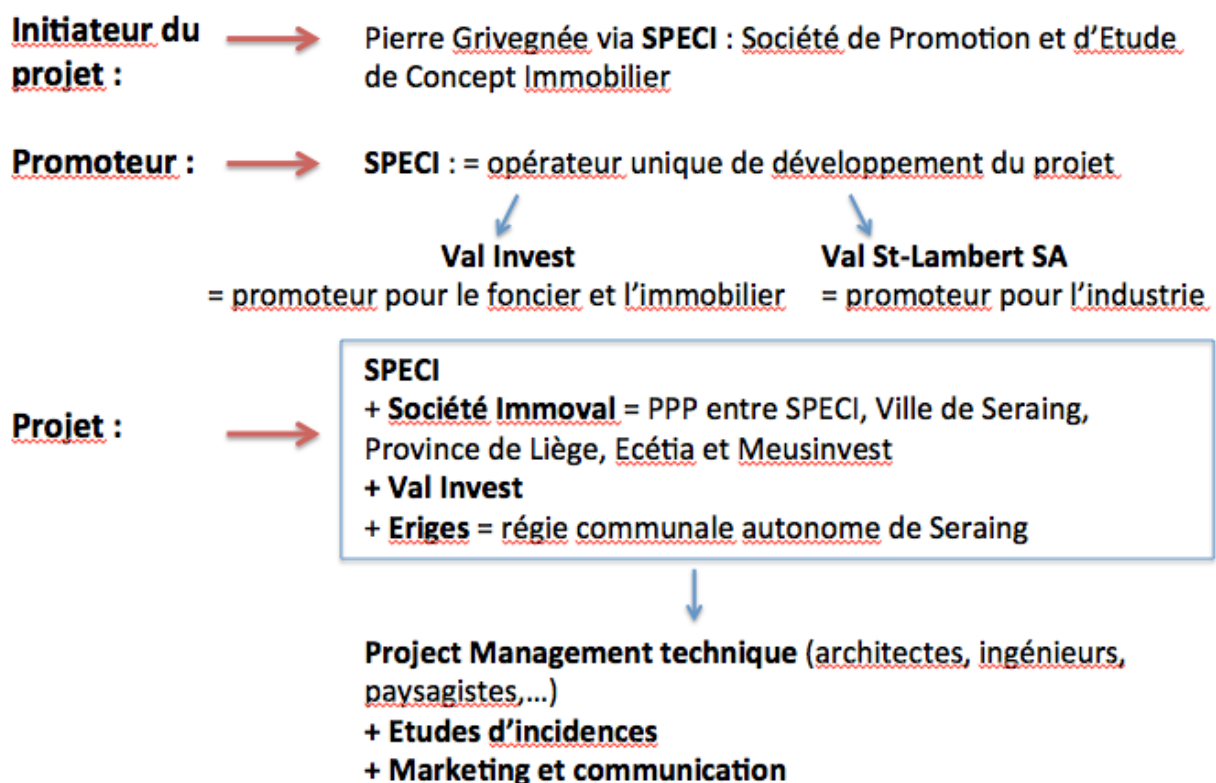 Initiateur du
projet :
Pierre Grivegnée via SPECI : Société de Promotion et d'Etude
de Concept Immobilier
Promoteur :
SPECI : = opérateur unique de développement du projet
Val Invest
= promoteur pour le foncier et l'immobilier
Val St-Lambert SA
= promoteur pour l'industrie
Projet :
SPECI
+ Société Immoval = PPP entre SPECI, Ville de Seraing,
Province de Liège, Ecétia et Meusinvest
+ Val Invest
+ Eriges = régie communale autonome de Seraing
Project Management technique (architectes, ingénieurs,
paysagistes,...)
+ Etudes d'incidences
+ Marketing et communication